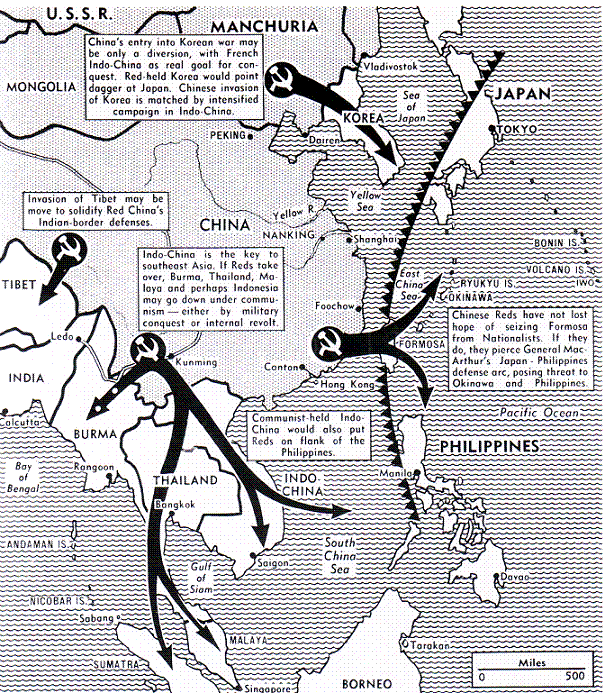 U.S.S.R.
MANCHURIA
China's entry into Korean war may
be only a diversion, with French
Indo-China as real goal for con-
quest. Red-held Korea would point
dagger at Japan. Chinese invasion
of Korea is matched by intensified
campaign in Indo-China.
MONGOLIA
Vladivostok
Sea
of
Japan
JAPAN
KOREA
TOKYO
PEKING
Dairen
Yellow
Sea
Invasion of Tibet may be
move to solidify Red China's
Indian-border defenses.
CHINA
Yellow R.
NANKING
Shanghai
Indo-China is the key to
southeast Asia. If Reds take
over, Burma, Thailand, Ma-
laya and perhaps Indonesia
may go down under commu-
nism — either by military
conquest or internal revolt.
BONIN IS.
VOLCANO IS.
IWO
East
China
Sea
RYUKYU IS.
OKINAWA
TIBET
Foochow
FORMOSA
Chinese Reds have not lost
hope of seizing Formosa
from Nationalists. If they
do, they pierce General Mac-
Arthur's Japan - Philippines
defense arc, posing threat to
Okinawa and Philippines.
Ledo
Kunming
Canton
Hong Kong
INDIA
Calcutta
BURMA
Communist-held Indo-
China would also put
Reds on flank of the
Philippines.
Pacific Ocean
PHILIPPINES
Bay
of
Bengal
Rangoon
THAILAND
Bangkok
INDO
CHINA
Manila
ANDAMAN IS.
South
China
Sea
Saigon
Gulf
of
Siam
Davao
NICOBAR IS.
Sabang
MALAYA
Tarakan
SUMATRA
Singapore
BORNEO
Miles
0 500